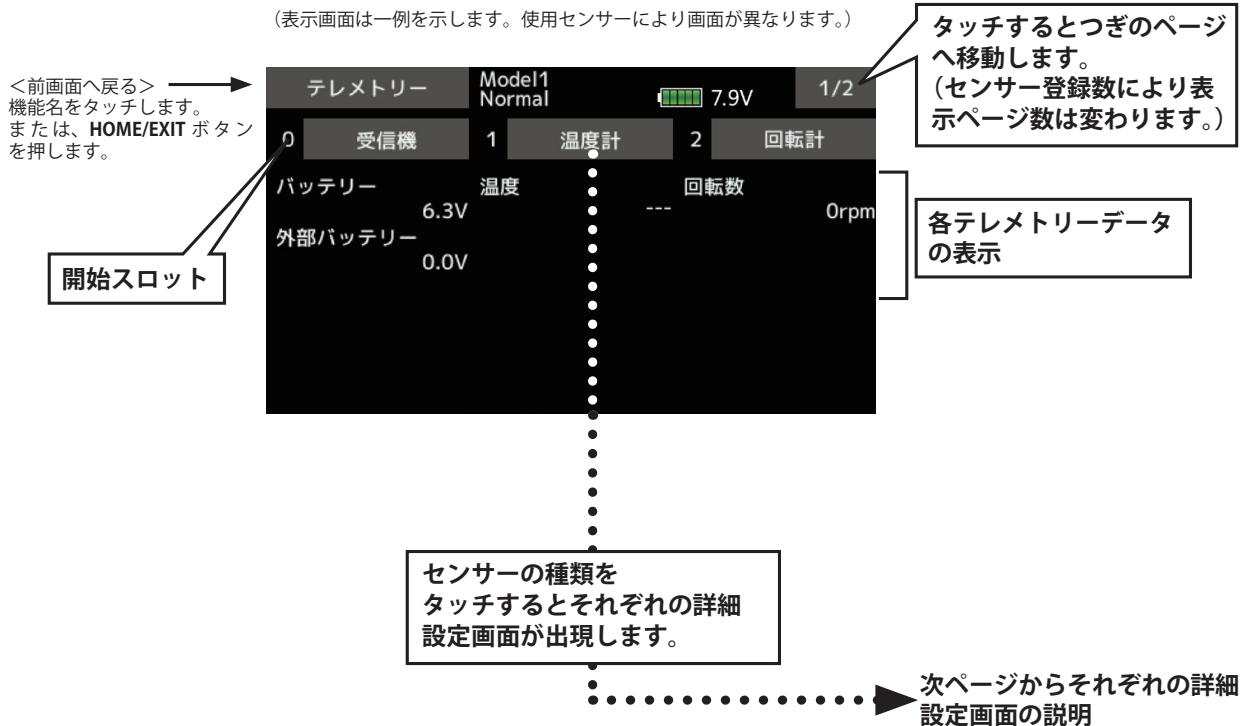 （表示画面は一例を示します。使用センサーにより画面が異なります。）
タッチするとつぎのページ
へ移動します。
（センサー登録数により表
示ページ数は変わります。）
＜前画面へ戻る＞
機能名をタッチします。
または、HOME/EXIT ボタン
を押します。
テレメトリー Model1 Normal 7.9V 1/2
0 受信機 1 温度計 2 回転計
バッテリー 温度 回転数
6.3V --- 0rpm
外部バッテリー
0.0V
開始スロット
各テレメトリーデータ
の表示
センサーの種類を
タッチするとそれぞれの詳細
設定画面が出現します。
次ページからそれぞれの詳細
設定画面の説明